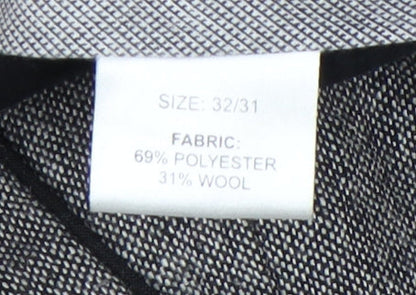 SIZE: 32/31
FABRIC:
69% POLYESTER
31% WOOL